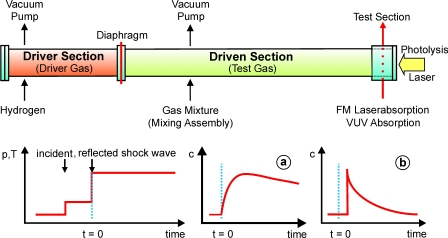 Vacuum
Pump
Vacuum
Pump
Test Section
Diaphragm
Driver Section
(Driver Gas)
Driven Section
(Test Gas)
Photolysis
Laser
Hydrogen
Gas Mixture
(Mixing Assembly)
FM Laserabsorption
VUV Absorption
p,T
incident, reflected shock wave
t = 0
time
c
a
t = 0
time
c
b
t = 0
time